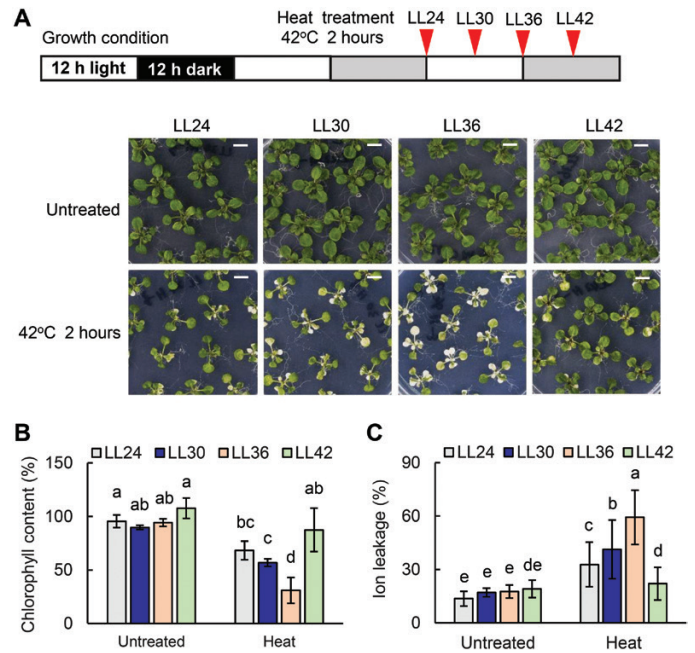 A
Heat treatment LL24 LL30 LL36 LL42
42ºC 2 hours
Growth condition
12 h light 12 h dark
LL24 LL30 LL36 LL42
Untreated
42ºC 2 hours
B
LL24 LL30 LL36 LL42
Chlorophyll content (%)
150
100
50
0
a ab ab a bc c d ab
Untreated Heat
C
LL24 LL30 LL36 LL42
Ion leakage (%)
90
60
30
0
e e e de c b a d
Untreated Heat